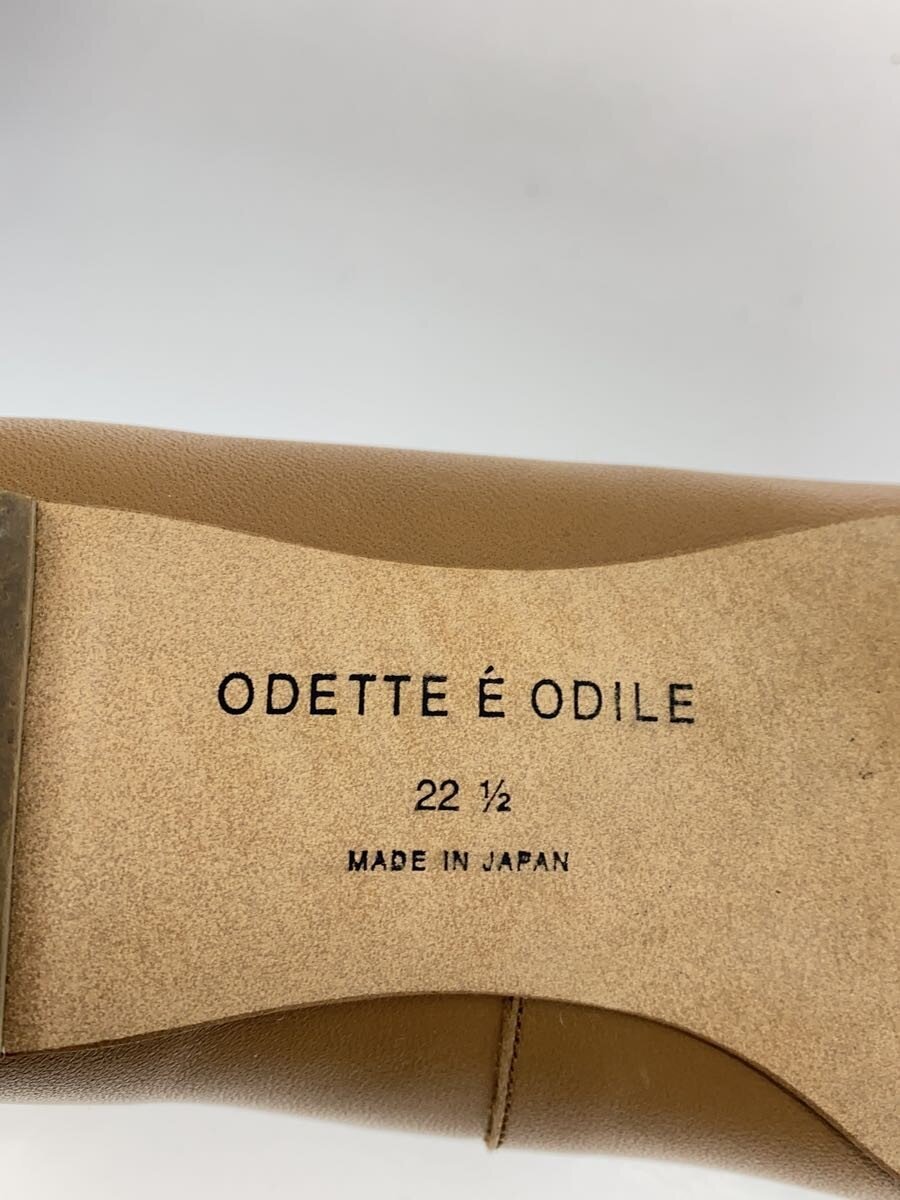 ODETTE É ODILE
22 ½
MADE IN JAPAN